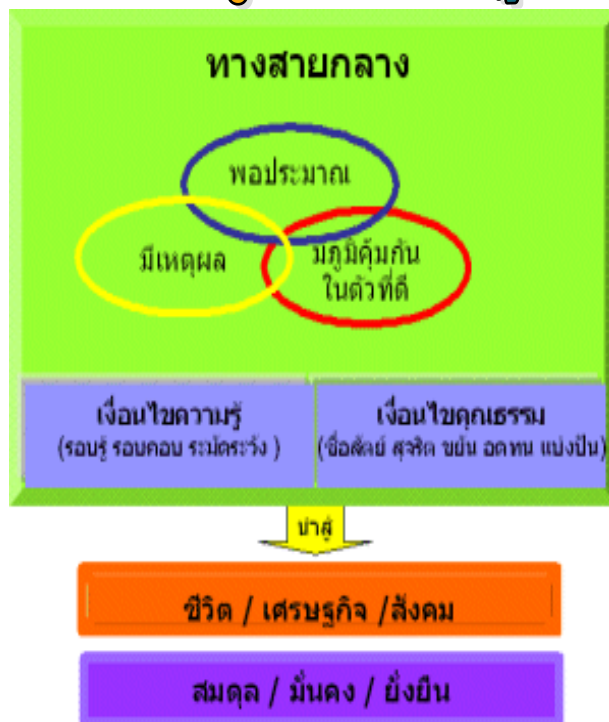 ทางสายกลาง
พอประมาณ
มีเหตุผล
มีภูมิคุ้มกัน
ในตัวที่ดี
เงื่อนไขความรู้
(รอบรู้ รอบคอบ ระมัดระวัง )
เงื่อนไขคุณธรรม
(ซื่อสัตย์ สุจริต ขยัน อดทน แบ่งปัน)
นำสู่
ชีวิต / เศรษฐกิจ /สังคม
สมดุล / มั่นคง / ยั่งยืน